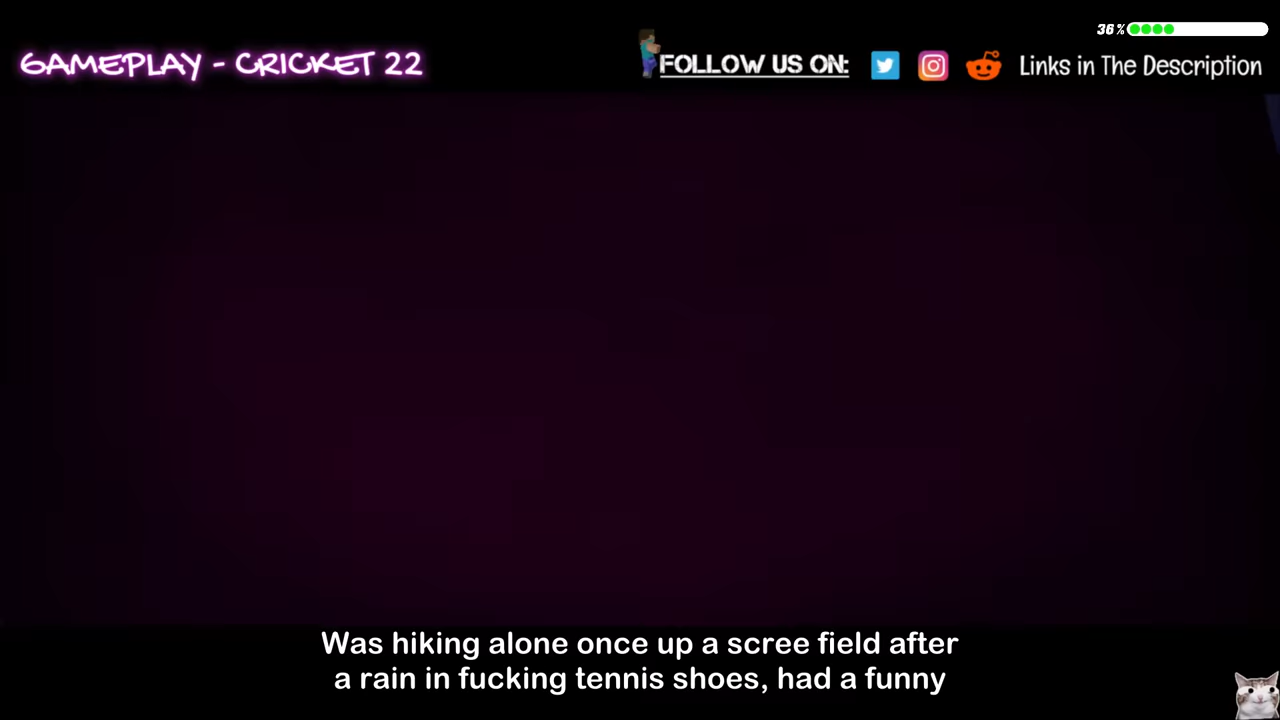 36%
GAMEPLAY - CRICKET 22
FOLLOW US ON:
Links in The Description
Was hiking alone once up a scree field after
a rain in fucking tennis shoes, had a funny